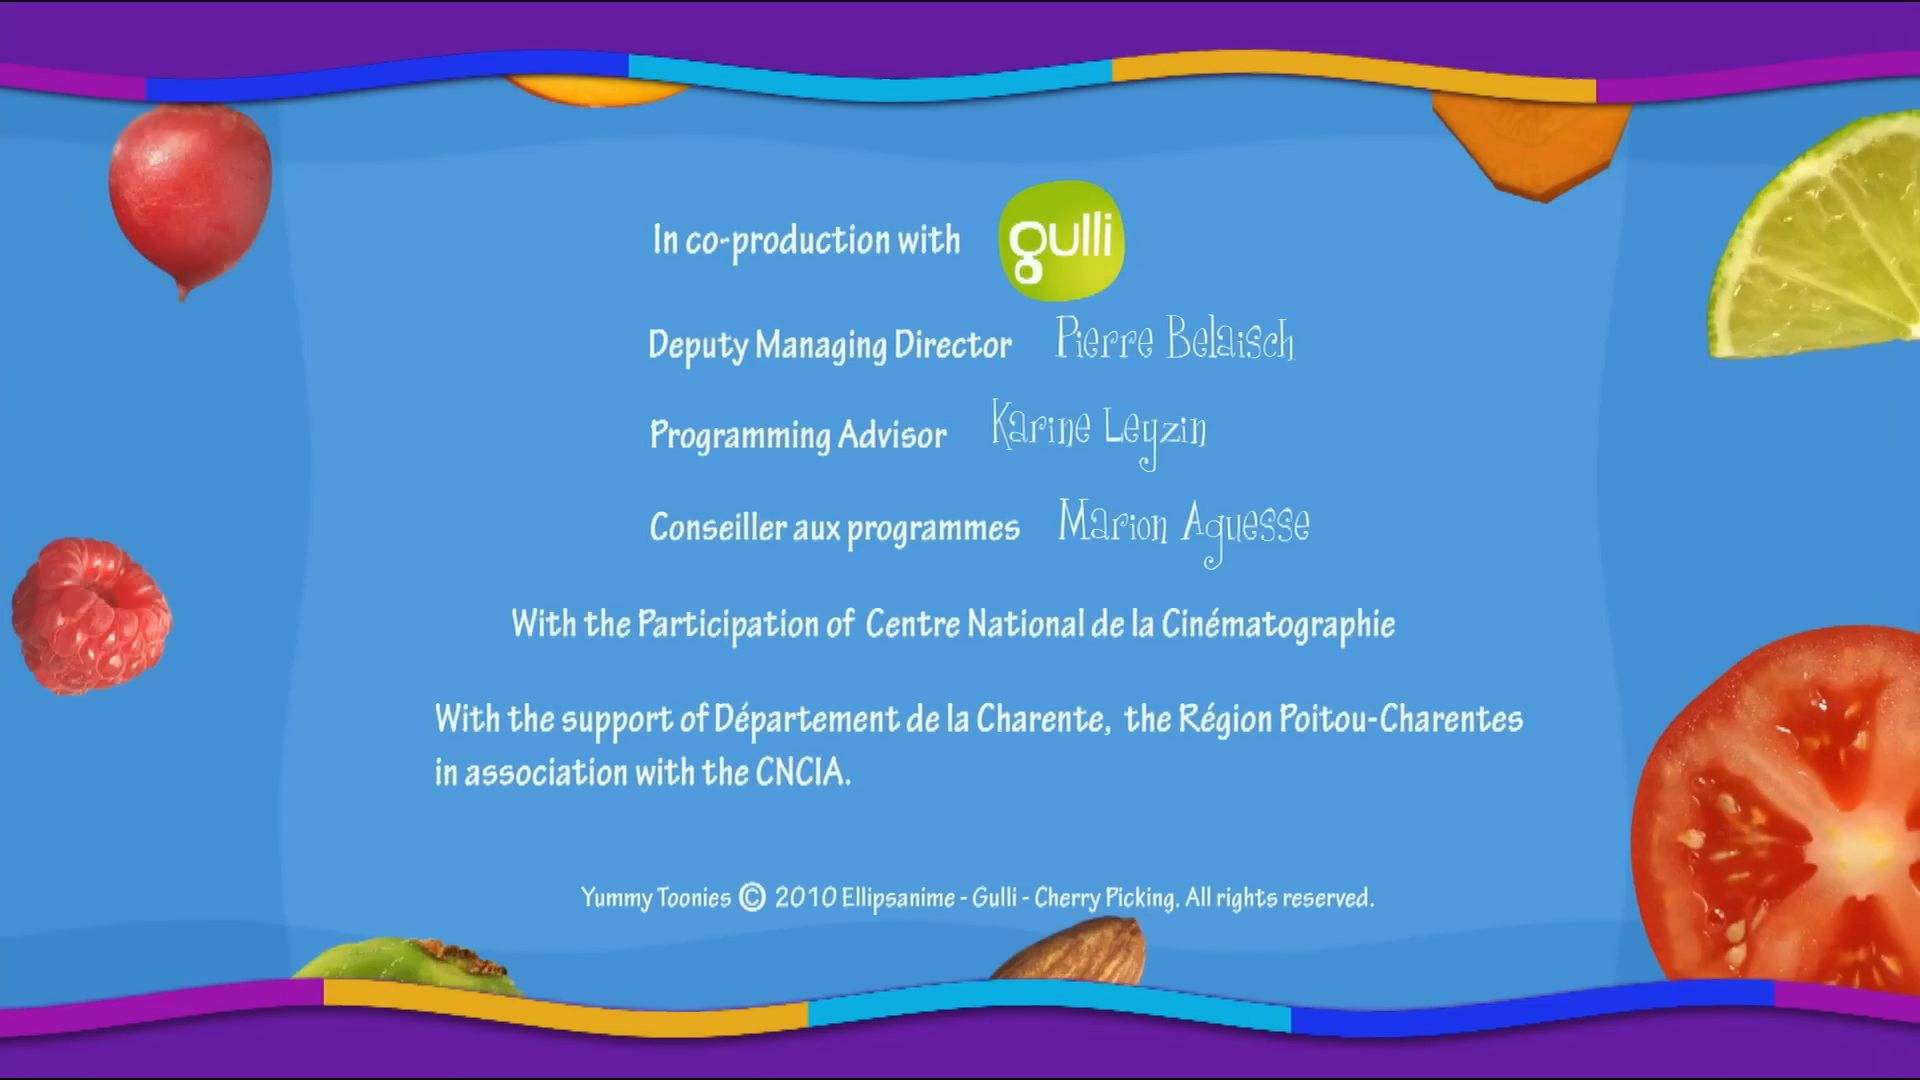 In co-production with gulli
Deputy Managing Director Pierre Belaisch
Programming Advisor Karine Leyzin
Conseiller aux programmes Marion Aguesse
With the Participation of Centre National de la Cinématographie
With the support of Département de la Charente, the Région Poitou-Charentes
in association with the CNCIA.
Yummy Toonies © 2010 Ellipsanime - Gulli - Cherry Picking. All rights reserved.